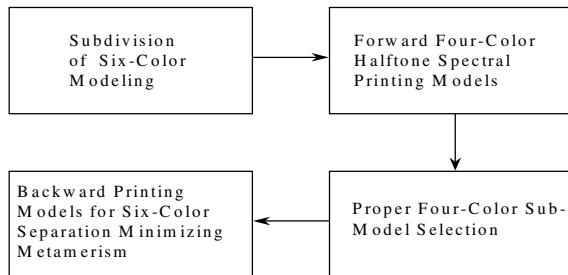 Subdivision
of Six-Color
Modeling
Forward Four-Color
Halftone Spectral
Printing Models
Backward Printing
Models for Six-Color
Separation Minimizing
Metamerism
Proper Four-Color Sub-
Model Selection